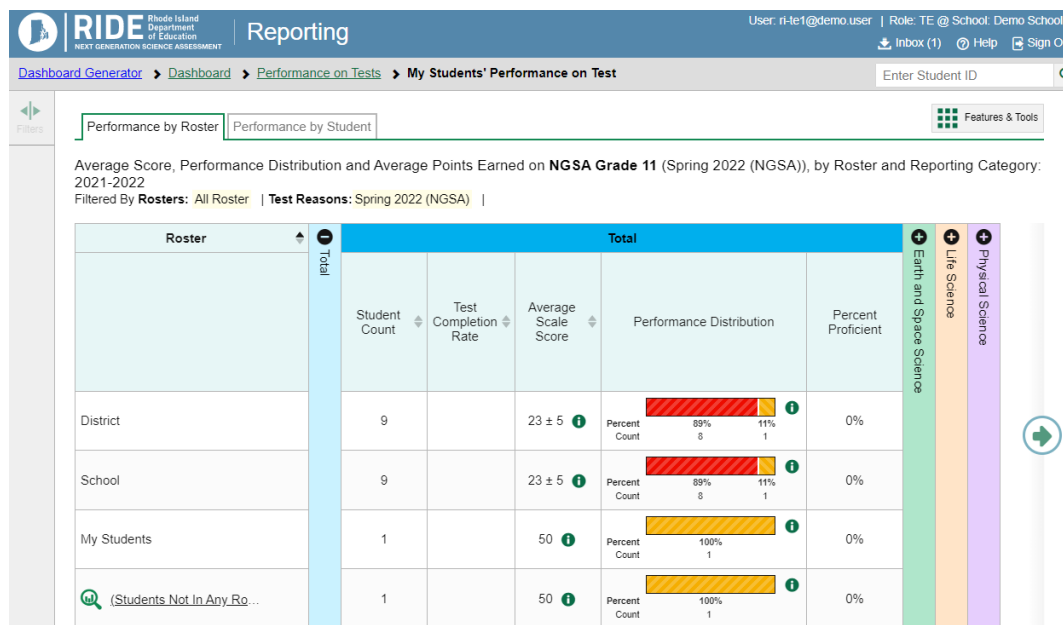 RIDE Rhode Island Department of Education
NEXT GENERATION SCIENCE ASSESSMENT
Reporting
User: ri-te1@demo.user | Role: TE @ School: Demo School
Inbox (1) Help Sign O
Dashboard Generator Dashboard Performance on Tests My Students' Performance on Test
Enter Student ID
Filters
Performance by Roster Performance by Student
Features & Tools
Average Score, Performance Distribution and Average Points Earned on NGSA Grade 11 (Spring 2022 (NGSA)), by Roster and Reporting Category:
2021-2022
Filtered By Rosters: All Roster | Test Reasons: Spring 2022 (NGSA) |
Roster Total Total
Student Count
Test Completion Rate
Average Scale Score
Performance Distribution
Percent Proficient
Earth and Space Science
Life Science
Physical Science
District 9 23 ± 5 0%
Percent 89% 11%
Count 8 1
School 9 23 ± 5 0%
Percent 89% 11%
Count 8 1
My Students 1 50 0%
Percent 100%
Count 1
(Students Not In Any Ro... 1 50 0%
Percent 100%
Count 1